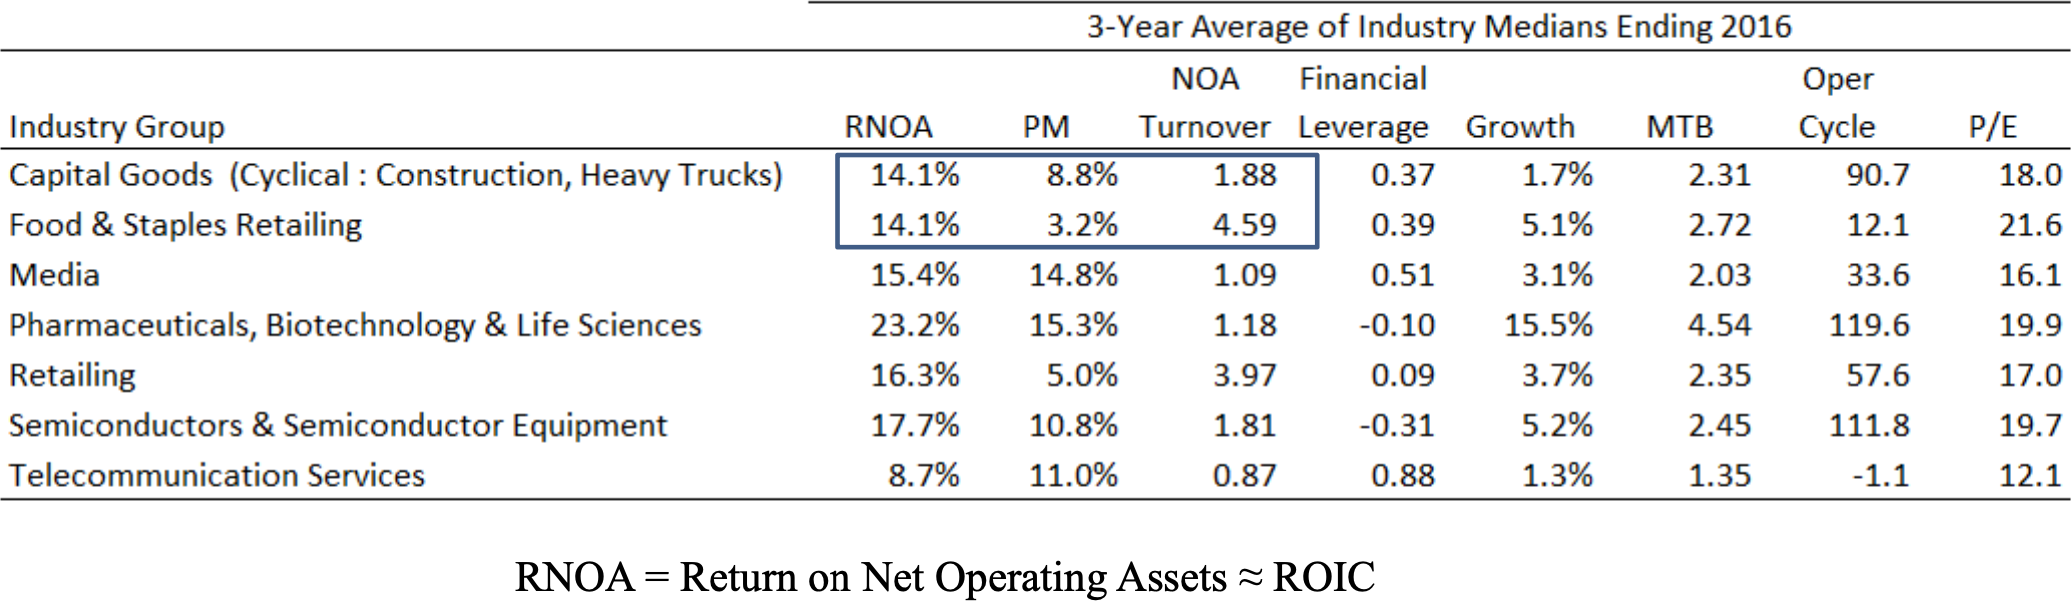 3-Year Average of Industry Medians Ending 2016
NOA Financial Oper
Industry Group RNOA PM Turnover Leverage Growth MTB Cycle P/E
Capital Goods (Cyclical : Construction, Heavy Trucks) 14.1% 8.8% 1.88 0.37 1.7% 2.31 90.7 18.0
Food & Staples Retailing 14.1% 3.2% 4.59 0.39 5.1% 2.72 12.1 21.6
Media 15.4% 14.8% 1.09 0.51 3.1% 2.03 33.6 16.1
Pharmaceuticals, Biotechnology & Life Sciences 23.2% 15.3% 1.18 -0.10 15.5% 4.54 119.6 19.9
Retailing 16.3% 5.0% 3.97 0.09 3.7% 2.35 57.6 17.0
Semiconductors & Semiconductor Equipment 17.7% 10.8% 1.81 -0.31 5.2% 2.45 111.8 19.7
Telecommunication Services 8.7% 11.0% 0.87 0.88 1.3% 1.35 -1.1 12.1
RNOA = Return on Net Operating Assets ≈ ROIC